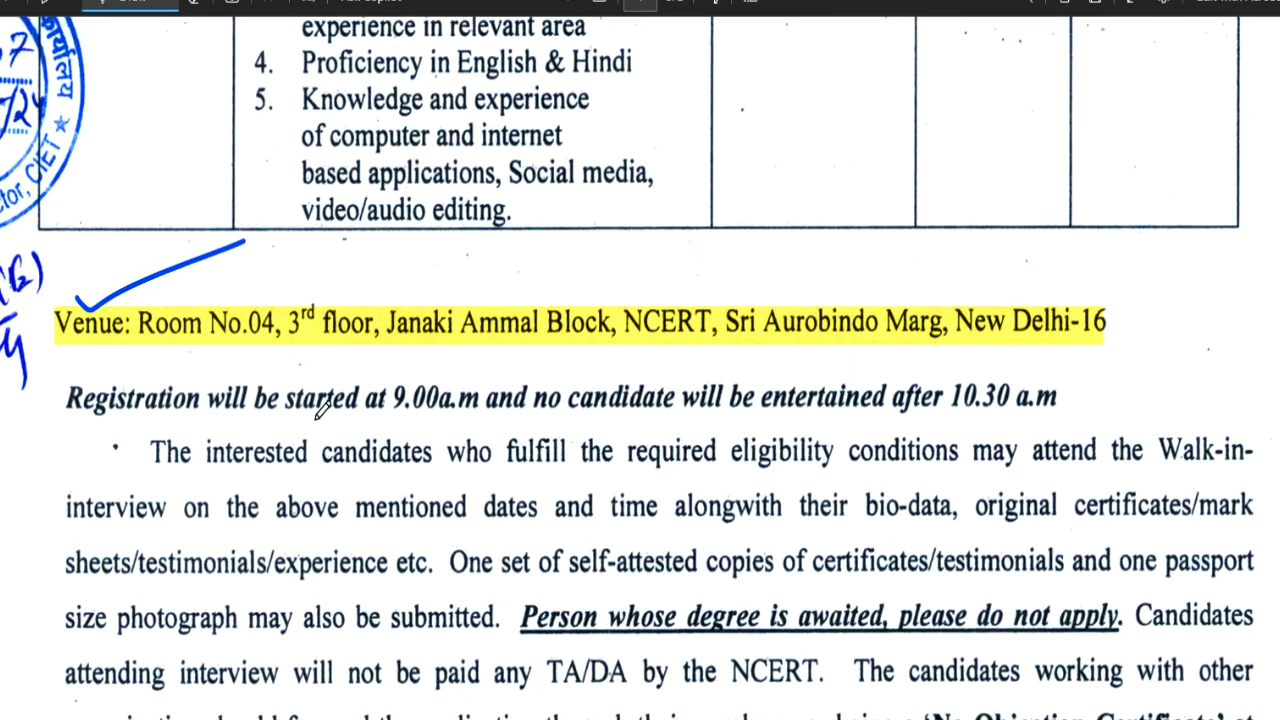 experience in relevant area
4. Proficiency in English & Hindi
5. Knowledge and experience
of computer and internet
based applications, Social media,
video/audio editing.
Venue: Room No.04, 3rd floor, Janaki Ammal Block, NCERT, Sri Aurobindo Marg, New Delhi-16
Registration will be started at 9.00a.m and no candidate will be entertained after 10.30 a.m
The interested candidates who fulfill the required eligibility conditions may attend the Walk-in-
interview on the above mentioned dates and time alongwith their bio-data, original certificates/mark
sheets/testimonials/experience etc. One set of self-attested copies of certificates/testimonials and one passport
size photograph may also be submitted. Person whose degree is awaited, please do not apply. Candidates
attending interview will not be paid any TA/DA by the NCERT. The candidates working with other
CIET